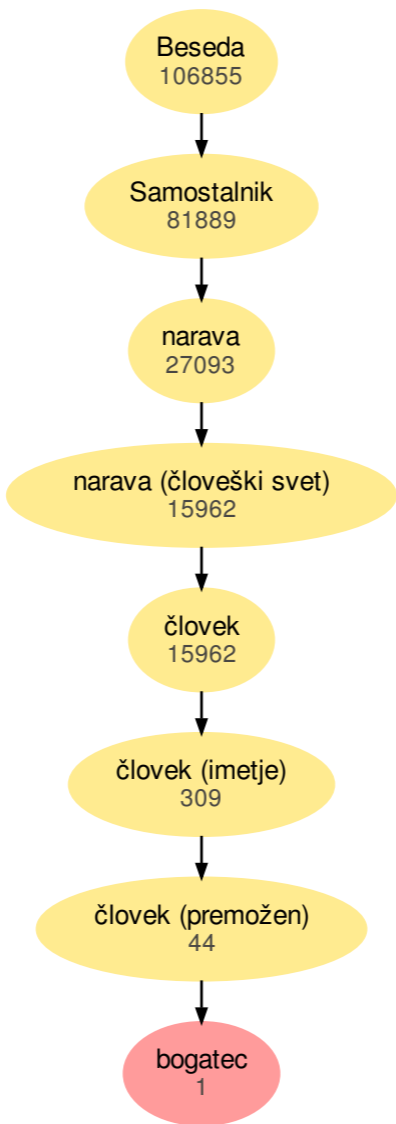 Beseda
106855
Samostalnik
81889
narava
27093
narava (človeški svet)
15962
človek
15962
človek (imetje)
309
človek (premožen)
44
bogatec
1